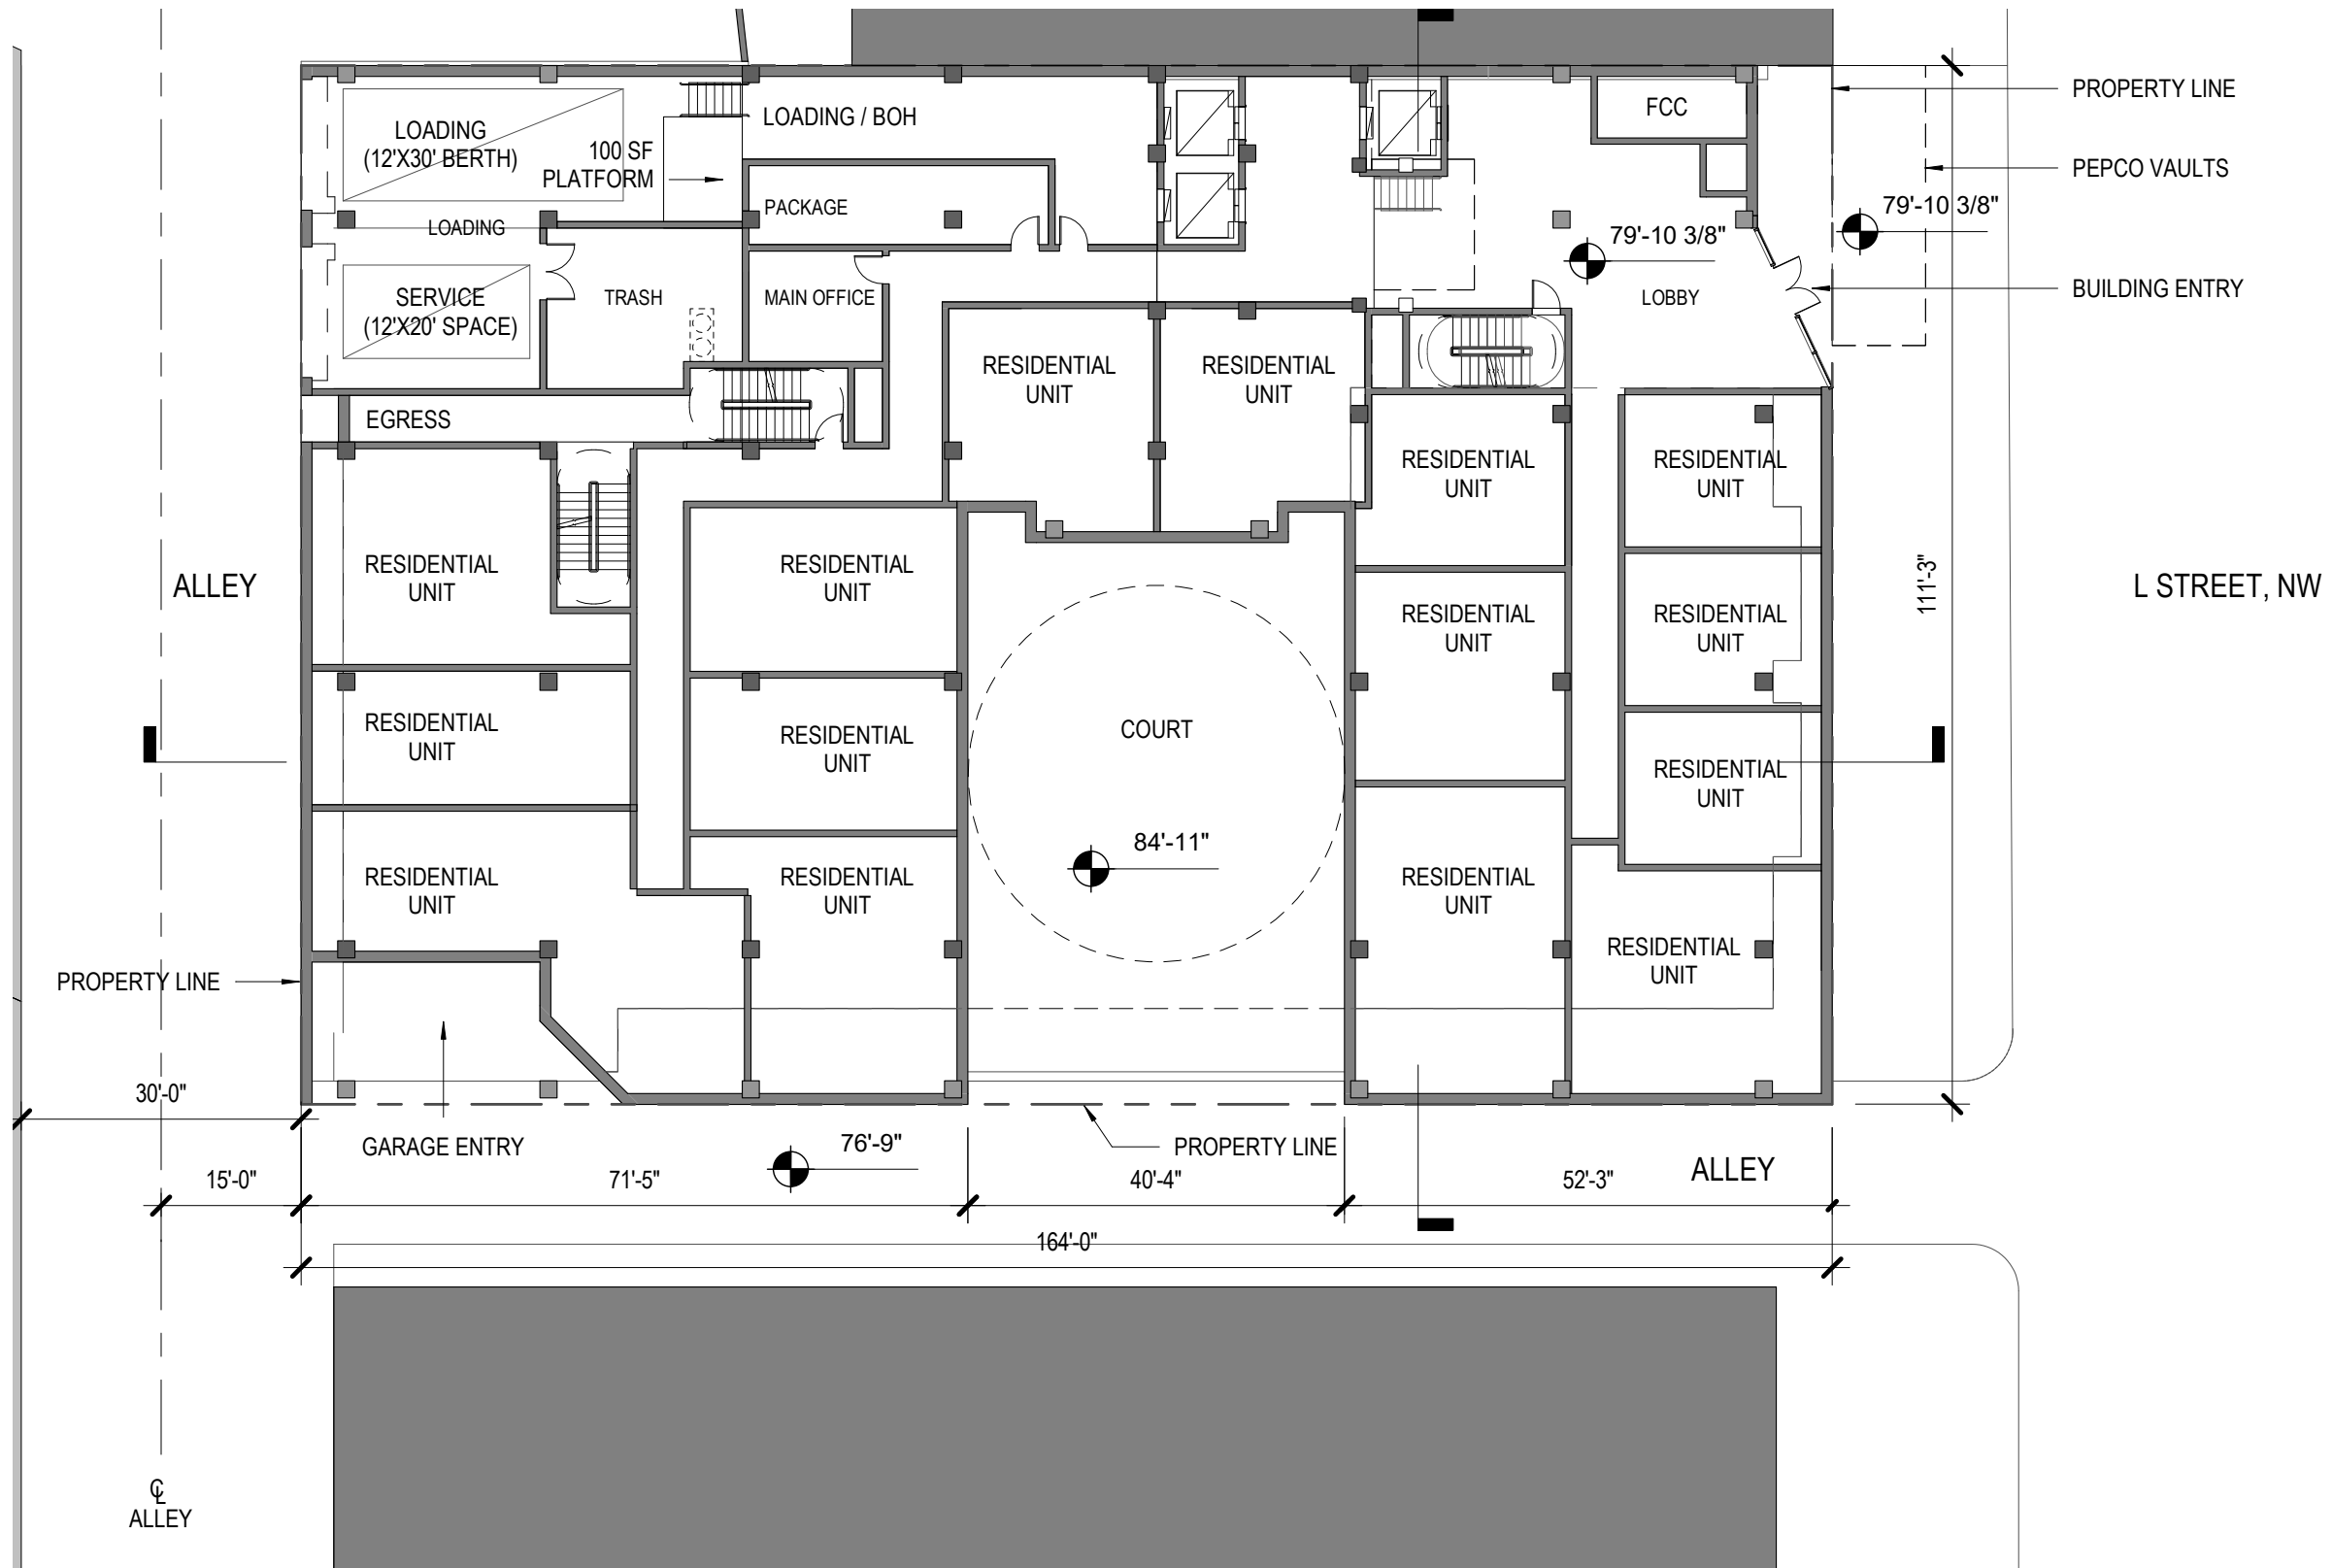 PROPERTY LINE
FCC
LOADING / BOH
LOADING
(12'X30' BERTH)
100 SF
PLATFORM
PEPCO VAULTS
PACKAGE
79'-10 3/8"
LOADING
79'-10 3/8"
BUILDING ENTRY
SERVICE
(12'X20' SPACE)
TRASH
MAIN OFFICE
LOBBY
RESIDENTIAL
UNIT
RESIDENTIAL
UNIT
EGRESS
RESIDENTIAL
UNIT
RESIDENTIAL
UNIT
RESIDENTIAL
UNIT
RESIDENTIAL
UNIT
ALLEY
111'-3"
L STREET, NW
RESIDENTIAL
UNIT
RESIDENTIAL
UNIT
RESIDENTIAL
UNIT
RESIDENTIAL
UNIT
COURT
RESIDENTIAL
UNIT
84'-11"
RESIDENTIAL
UNIT
RESIDENTIAL
UNIT
RESIDENTIAL
UNIT
RESIDENTIAL
UNIT
PROPERTY LINE
30'-0"
GARAGE ENTRY
76'-9"
PROPERTY LINE
ALLEY
15'-0"
71'-5"
40'-4"
52'-3"
164'-0"
℄
ALLEY